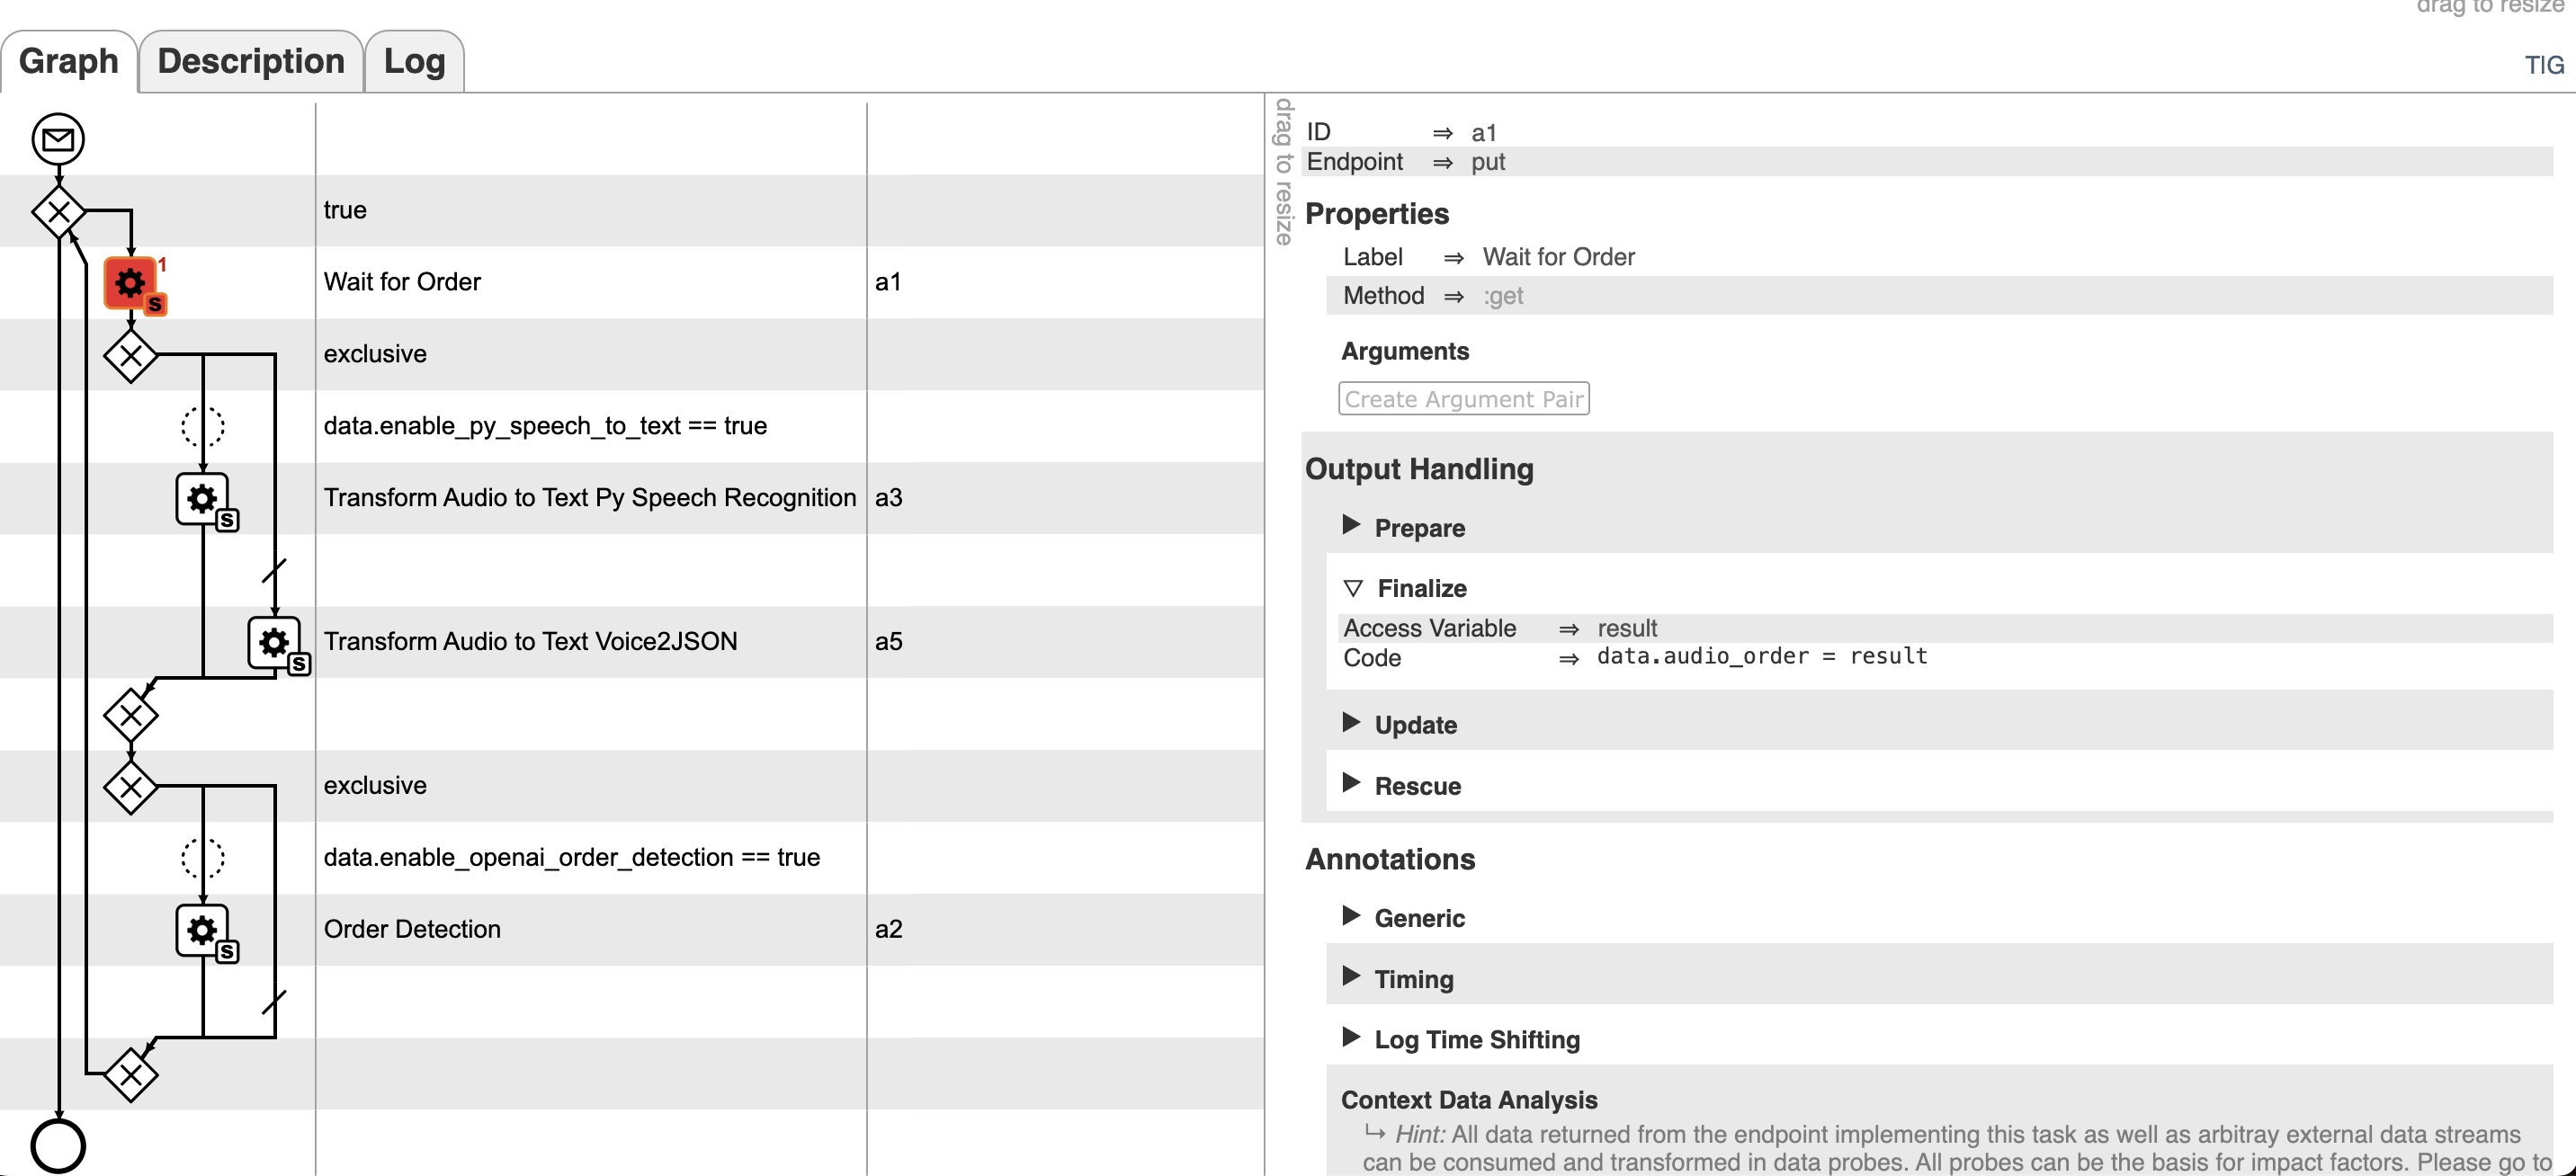 drag to resize
Graph Description Log
TIG
true
1
S
Wait for Order a1
exclusive
data.enable_py_speech_to_text == true
Transform Audio to Text Py Speech Recognition a3
S
Transform Audio to Text Voice2JSON a5
S
exclusive
data.enable_openai_order_detection == true
Order Detection a2
S
drag to resize
ID ⇒ a1
Endpoint ⇒ put
Properties
Label ⇒ Wait for Order
Method ⇒ :get
Arguments
Create Argument Pair
Output Handling
▶ Prepare
▽ Finalize
Access Variable ⇒ result
Code ⇒ data.audio_order = result
▶ Update
▶ Rescue
Annotations
▶ Generic
▶ Timing
▶ Log Time Shifting
Context Data Analysis
↪ Hint: All data returned from the endpoint implementing this task as well as arbitray external data streams
can be consumed and transformed in data probes. All probes can be the basis for impact factors. Please go to